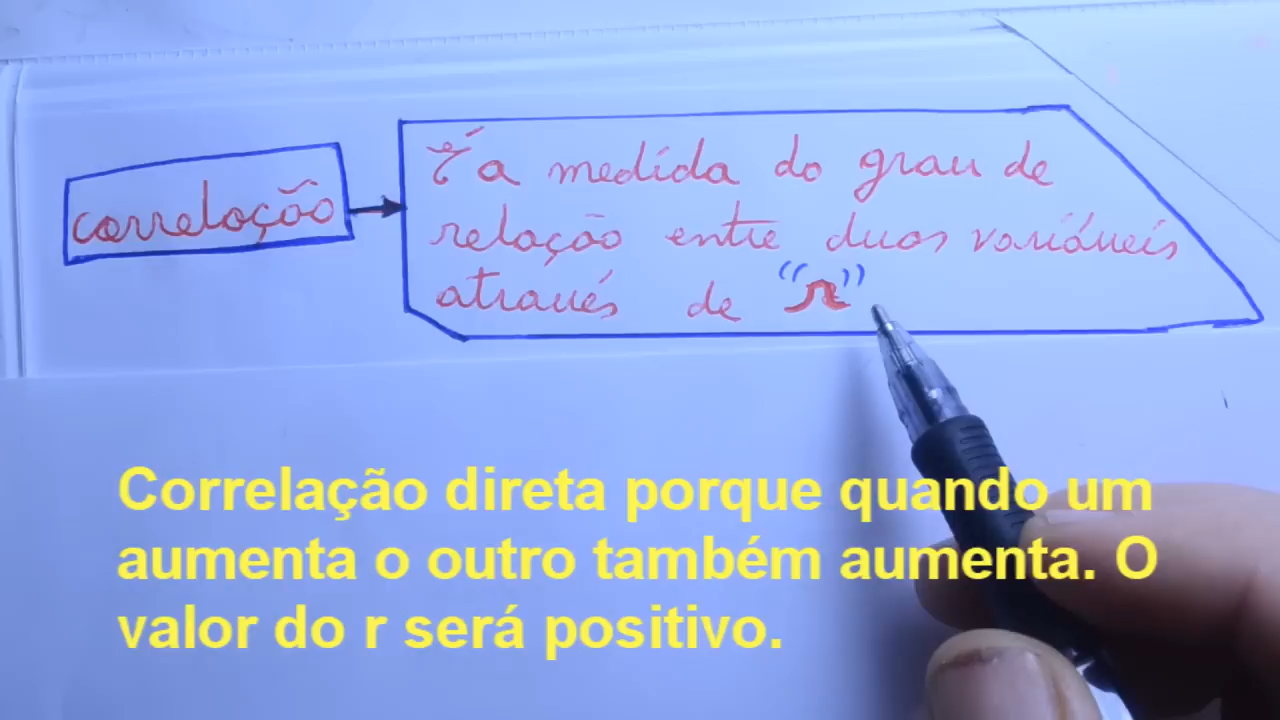 correlação
É a medida do grau de
relação entre duas variáveis
através de "r"
Correlação direta porque quando um
aumenta o outro também aumenta. O
valor do r será positivo.